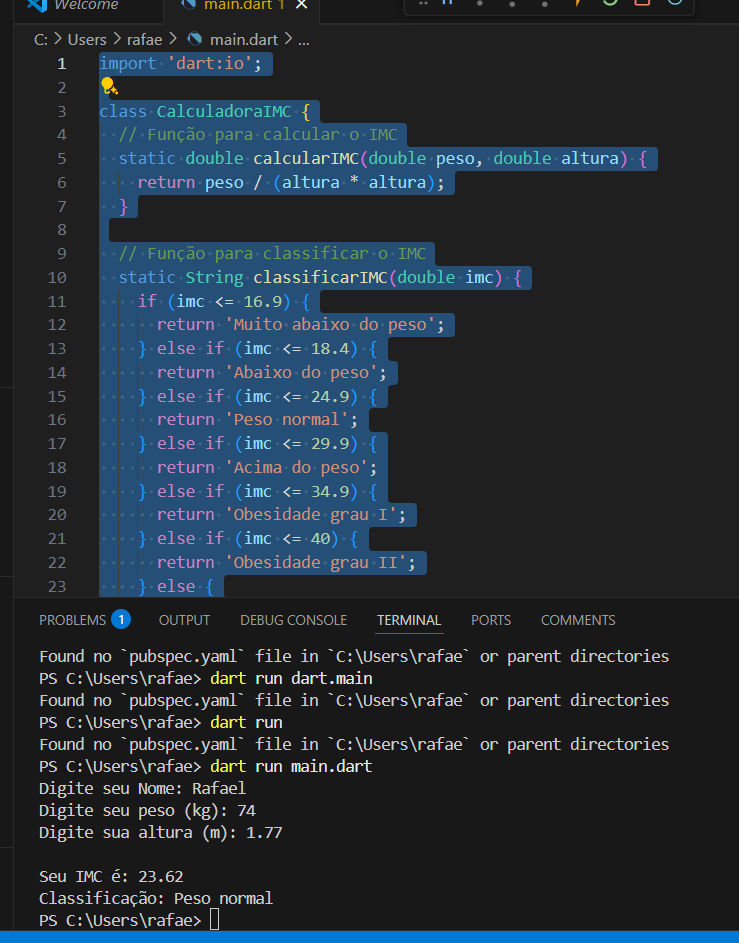 Welcome main.dart 1
C: > Users > rafae > main.dart > ...
1 import 'dart:io';
2
3 class CalculadoraIMC {
4 // Função para calcular o IMC
5 static double calcularIMC(double peso, double altura) {
6 return peso / (altura * altura);
7 }
8
9 // Função para classificar o IMC
10 static String classificarIMC(double imc) {
11 if (imc <= 16.9) {
12 return 'Muito abaixo do peso';
13 } else if (imc <= 18.4) {
14 return 'Abaixo do peso';
15 } else if (imc <= 24.9) {
16 return 'Peso normal';
17 } else if (imc <= 29.9) {
18 return 'Acima do peso';
19 } else if (imc <= 34.9) {
20 return 'Obesidade grau I';
21 } else if (imc <= 40) {
22 return 'Obesidade grau II';
23 } else {
PROBLEMS 1 OUTPUT DEBUG CONSOLE TERMINAL PORTS COMMENTS
Found no `pubspec.yaml` file in `C:\Users\rafae` or parent directories
PS C:\Users\rafae> dart run dart.main
Found no `pubspec.yaml` file in `C:\Users\rafae` or parent directories
PS C:\Users\rafae> dart run
Found no `pubspec.yaml` file in `C:\Users\rafae` or parent directories
PS C:\Users\rafae> dart run main.dart
Digite seu Nome: Rafael
Digite seu peso (kg): 74
Digite sua altura (m): 1.77

Seu IMC é: 23.62
Classificação: Peso normal
PS C:\Users\rafae>